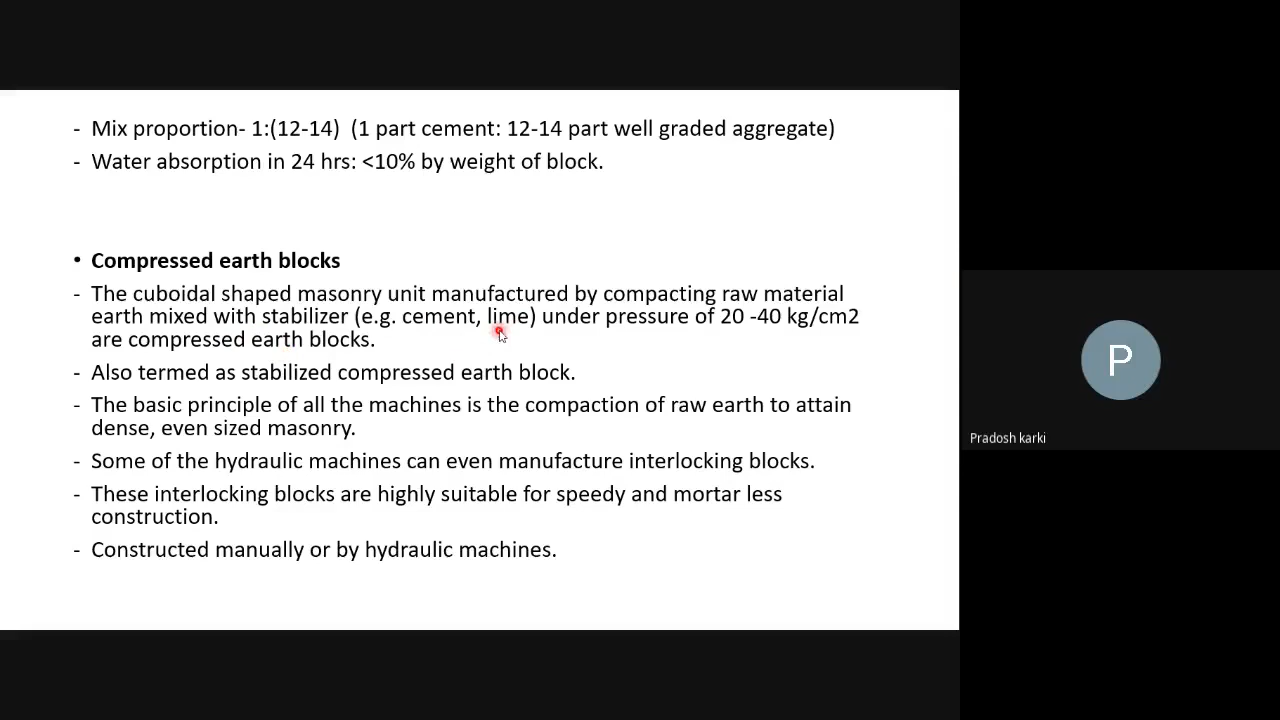 - Mix proportion- 1:(12-14)  (1 part cement: 12-14 part well graded aggregate)
- Water absorption in 24 hrs: <10% by weight of block.
• Compressed earth blocks
- The cuboidal shaped masonry unit manufactured by compacting raw material
earth mixed with stabilizer (e.g. cement, lime) under pressure of 20 -40 kg/cm2
are compressed earth blocks.
- Also termed as stabilized compressed earth block.
- The basic principle of all the machines is the compaction of raw earth to attain
dense, even sized masonry.
- Some of the hydraulic machines can even manufacture interlocking blocks.
- These interlocking blocks are highly suitable for speedy and mortar less
construction.
- Constructed manually or by hydraulic machines.
P
Pradosh karki